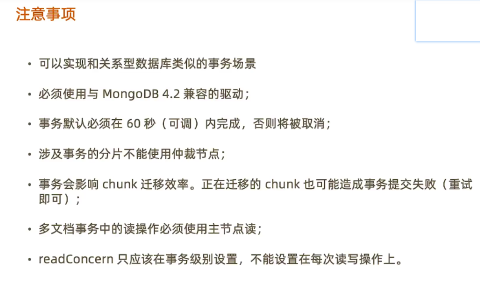 注意事项
• 可以实现和关系型数据库类似的事务场景
• 必须使用与 MongoDB 4.2 兼容的驱动；
• 事务默认必须在 60 秒（可调）内完成，否则将被取消；
• 涉及事务的分片不能使用仲裁节点；
• 事务会影响 chunk 迁移效率。正在迁移的 chunk 也可能造成事务提交失败（重试
即可）；
• 多文档事务中的读操作必须使用主节点读；
• readConcern 只应该在事务级别设置，不能设置在每次读写操作上。